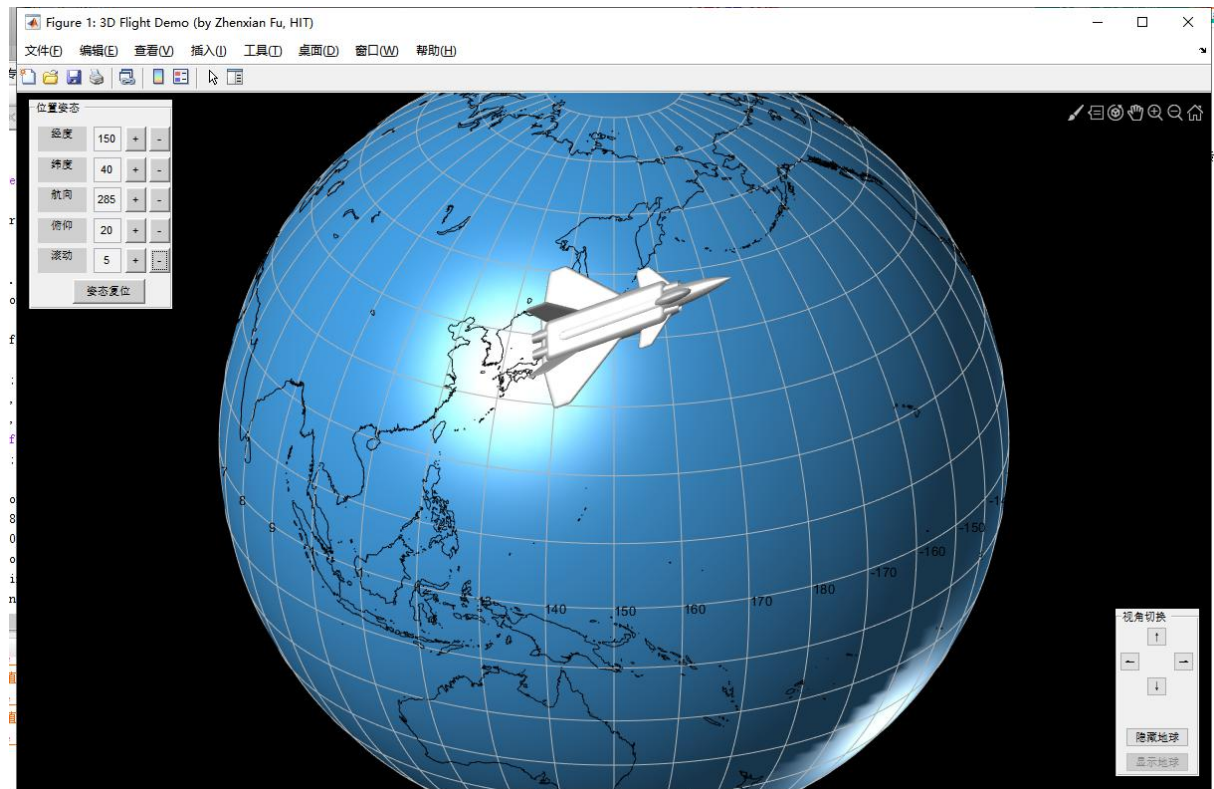 Figure 1: 3D Flight Demo (by Zhenxian Fu, HIT)
文件(F) 编辑(E) 查看(V) 插入(I) 工具(T) 桌面(D) 窗口(W) 帮助(H)
位置姿态
经度 150 + -
纬度 40 + -
航向 285 + -
俯仰 20 + -
滚动 5 + -
姿态复位
8
9
140
150
160
170
180
-170
-160
-150
视角切换
↑
← →
↓
隐藏地球
显示地球